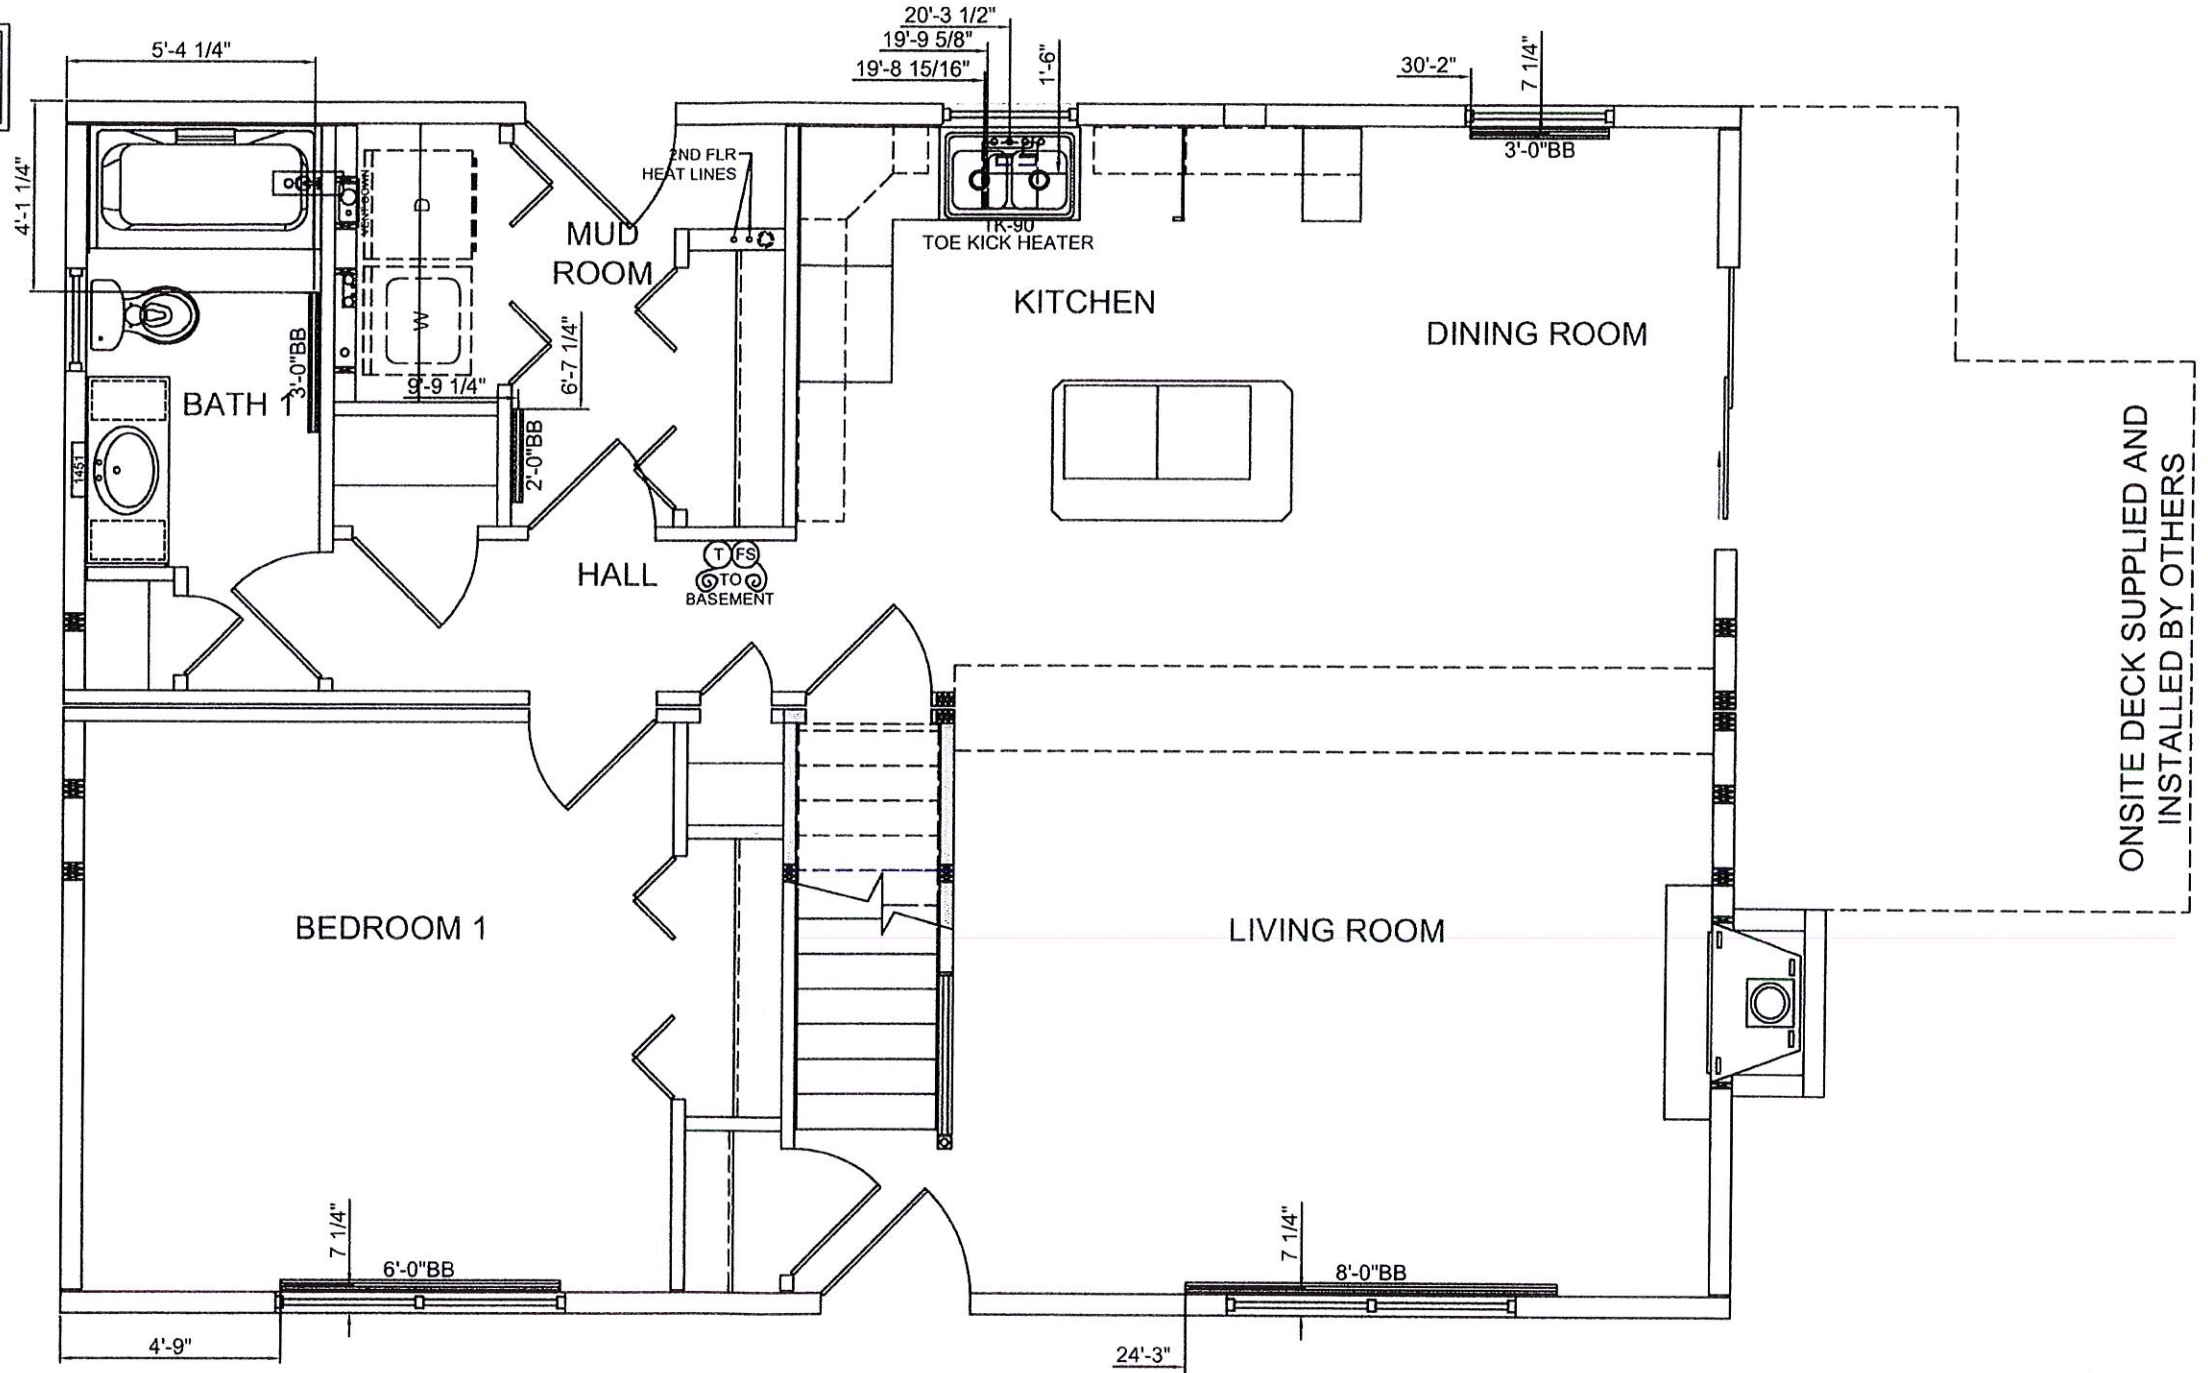 20'-3 1/2"
19'-9 5/8"
19'-8 15/16"
1'-6"
30'-2"
7 1/4"
5'-4 1/4"
4'-1 1/4"
3'-0"BB
2ND FLR
HEAT LINES
D
MUD
ROOM
TK-90
TOE KICK HEATER
KITCHEN
DINING ROOM
W
9'-9 1/4"
6'-7 1/4"
3'-0"BB
BATH 1
2'-0"BB
1451
HALL
T FS
TO
BASEMENT
ONSITE DECK SUPPLIED AND
INSTALLED BY OTHERS
BEDROOM 1
LIVING ROOM
7 1/4"
6'-0"BB
7 1/4"
8'-0"BB
4'-9"
24'-3"